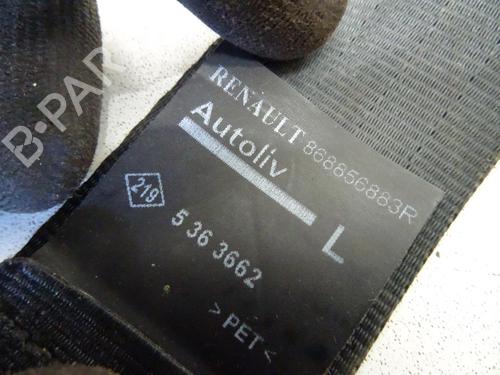 RENAULT 868856883R
Autoliv
L
219
5 36 3662
>PET<
B-PAR